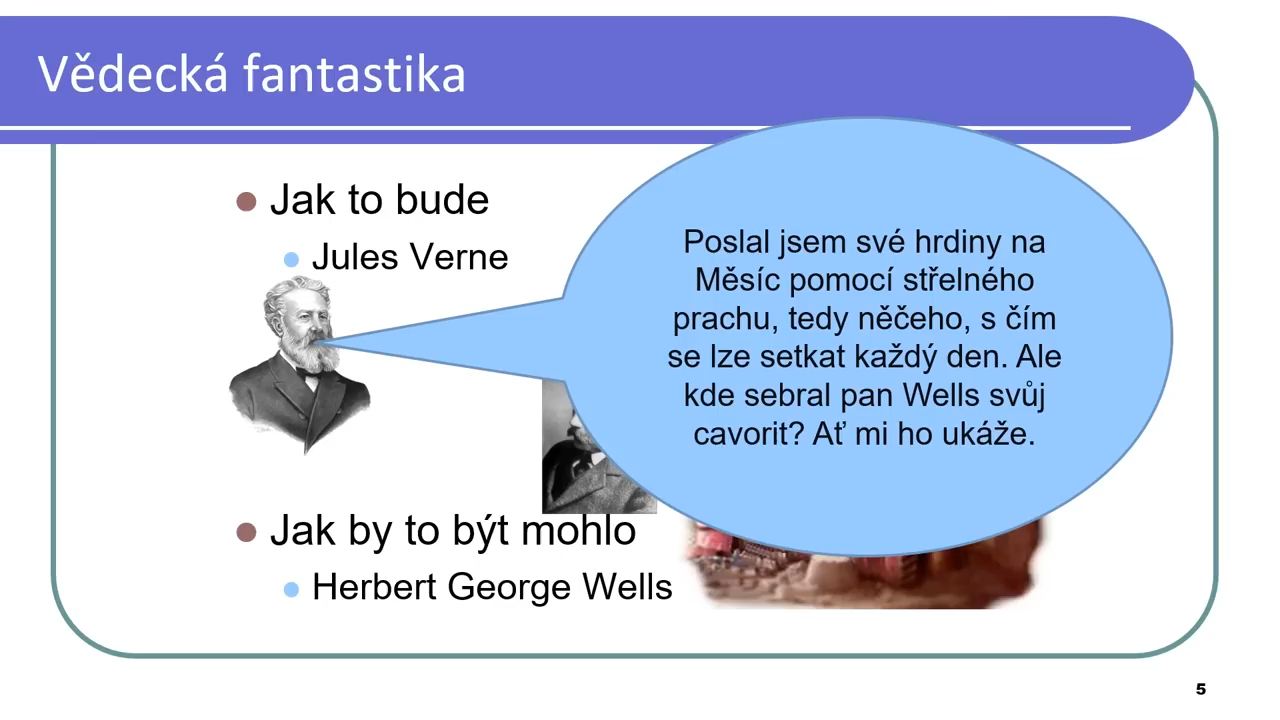 Vědecká fantastika
Jak to bude
Jules Verne
Poslal jsem své hrdiny na
Měsíc pomocí střelného
prachu, tedy něčeho, s čím
se lze setkat každý den. Ale
kde sebral pan Wells svůj
cavorit? Ať mi ho ukáže.
Jak by to být mohlo
Herbert George Wells
5